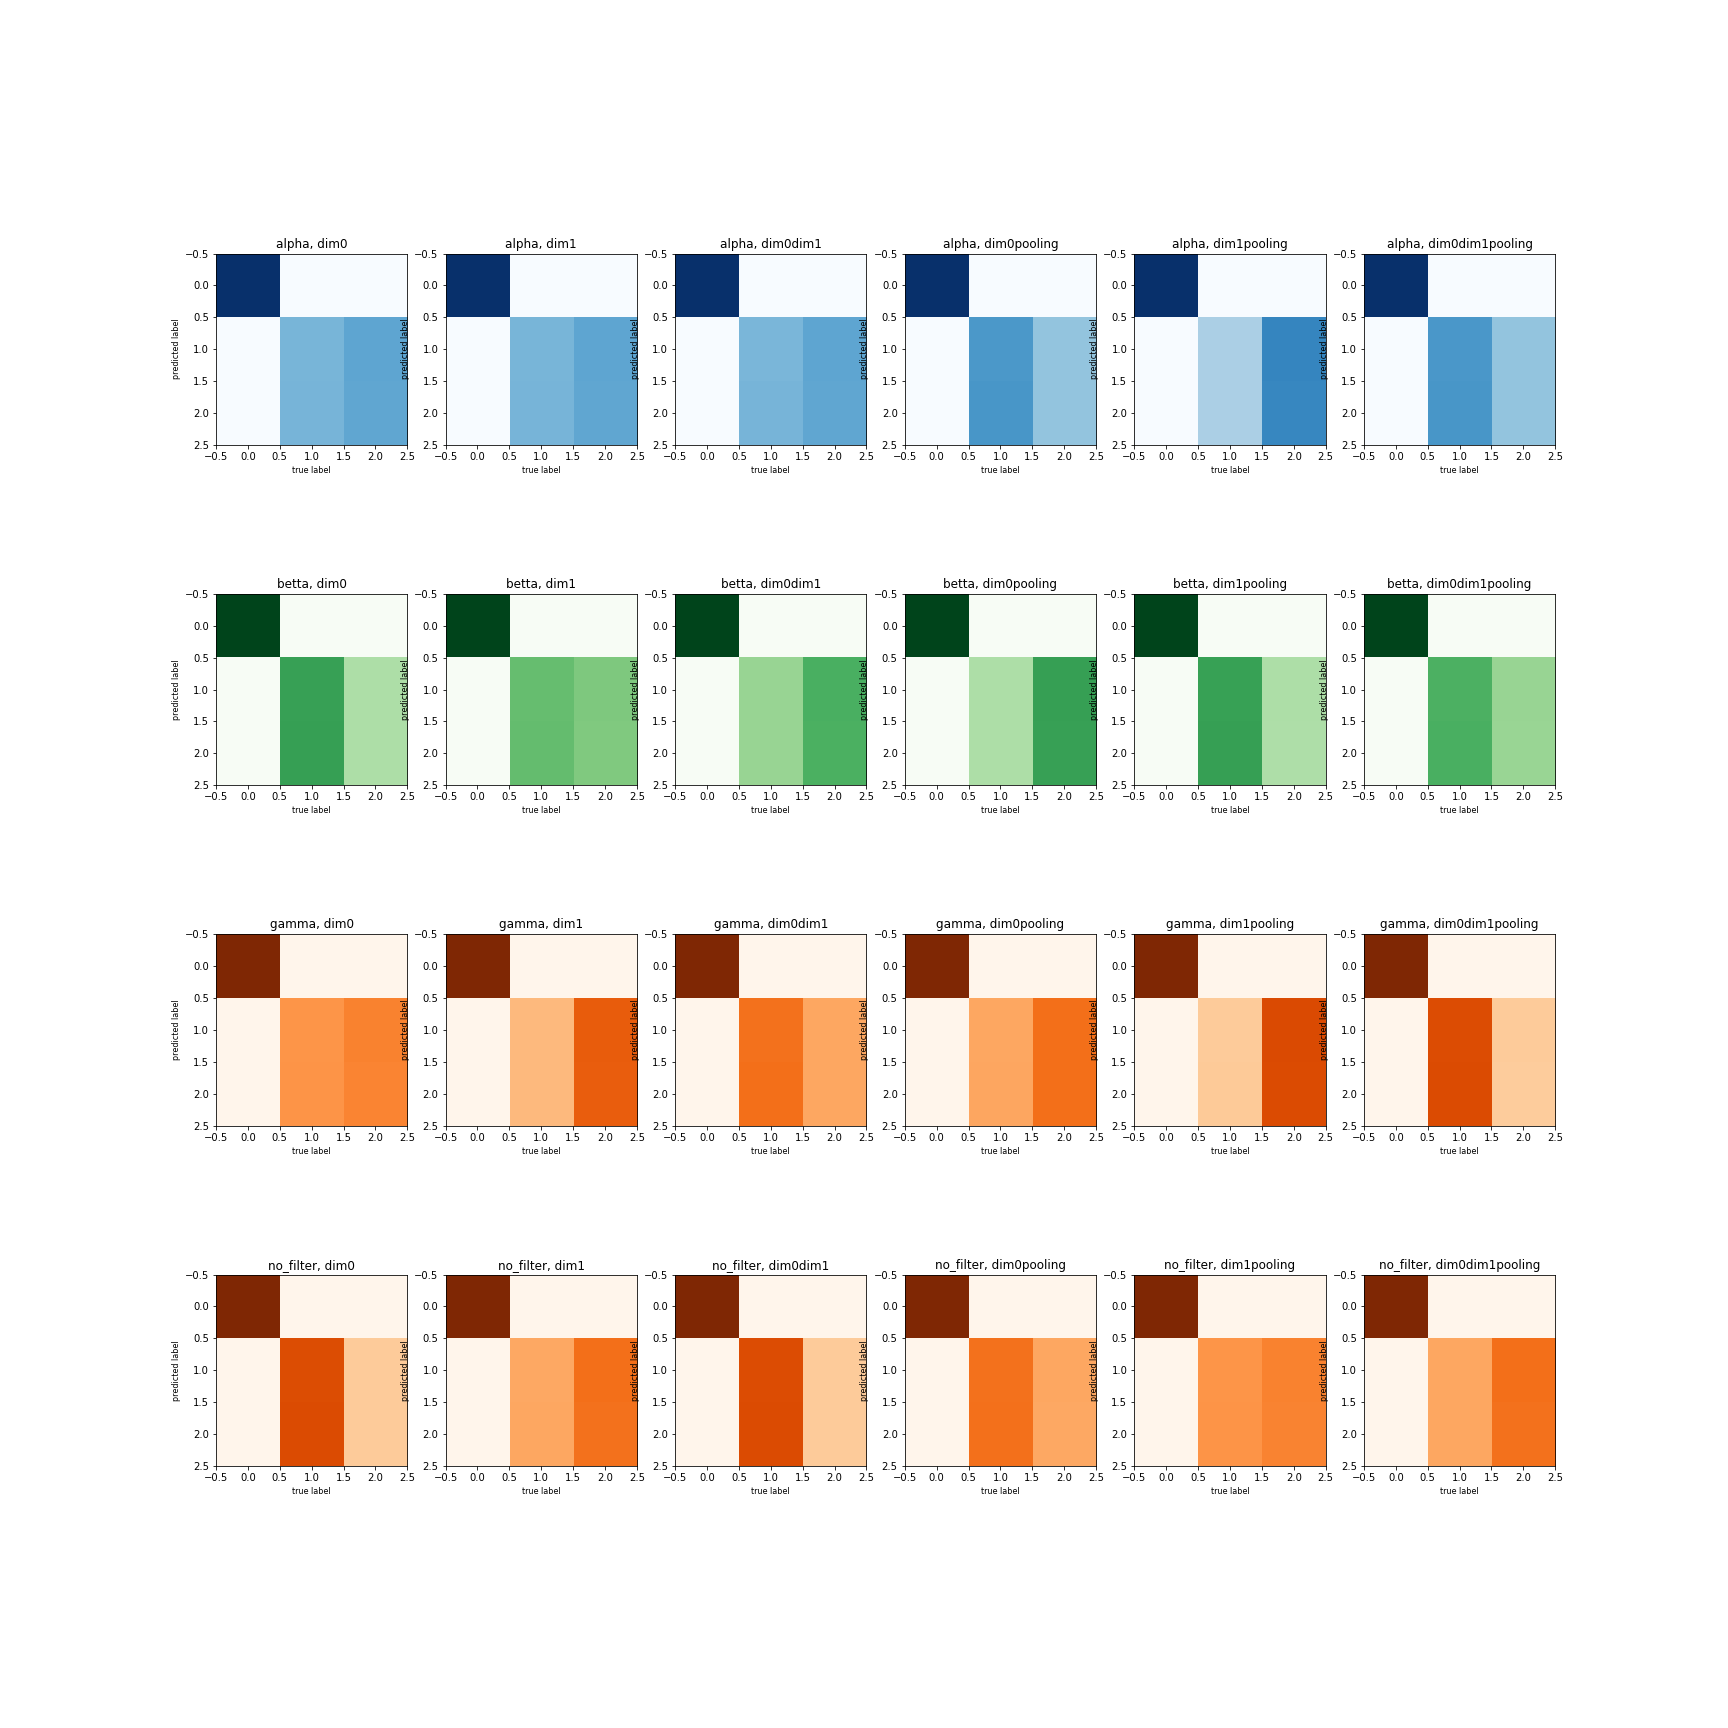 alpha, dim0
alpha, dim1
alpha, dim0dim1
alpha, dim0pooling
alpha, dim1pooling
alpha, dim0dim1pooling
−0.5 −0.5 −0.5 −0.5 −0.5 −0.5
0.0 0.0 0.0 0.0 0.0 0.0
0.5 0.5 0.5 0.5 0.5 0.5
1.0 1.0 1.0 1.0 1.0 1.0
1.5 1.5 1.5 1.5 1.5 1.5
2.0 2.0 2.0 2.0 2.0 2.0
2.5 2.5 2.5 2.5 2.5 2.5
predicted label predicted label predicted label predicted label predicted label predicted label
−0.5 0.0 0.5 1.0 1.5 2.0 2.5 −0.5 0.0 0.5 1.0 1.5 2.0 2.5 −0.5 0.0 0.5 1.0 1.5 2.0 2.5 −0.5 0.0 0.5 1.0 1.5 2.0 2.5 −0.5 0.0 0.5 1.0 1.5 2.0 2.5 −0.5 0.0 0.5 1.0 1.5 2.0 2.5
true label true label true label true label true label true label
betta, dim0
betta, dim1
betta, dim0dim1
betta, dim0pooling
betta, dim1pooling
betta, dim0dim1pooling
−0.5 −0.5 −0.5 −0.5 −0.5 −0.5
0.0 0.0 0.0 0.0 0.0 0.0
0.5 0.5 0.5 0.5 0.5 0.5
1.0 1.0 1.0 1.0 1.0 1.0
1.5 1.5 1.5 1.5 1.5 1.5
2.0 2.0 2.0 2.0 2.0 2.0
2.5 2.5 2.5 2.5 2.5 2.5
predicted label predicted label predicted label predicted label predicted label predicted label
−0.5 0.0 0.5 1.0 1.5 2.0 2.5 −0.5 0.0 0.5 1.0 1.5 2.0 2.5 −0.5 0.0 0.5 1.0 1.5 2.0 2.5 −0.5 0.0 0.5 1.0 1.5 2.0 2.5 −0.5 0.0 0.5 1.0 1.5 2.0 2.5 −0.5 0.0 0.5 1.0 1.5 2.0 2.5
true label true label true label true label true label true label
gamma, dim0
gamma, dim1
gamma, dim0dim1
gamma, dim0pooling
gamma, dim1pooling
gamma, dim0dim1pooling
−0.5 −0.5 −0.5 −0.5 −0.5 −0.5
0.0 0.0 0.0 0.0 0.0 0.0
0.5 0.5 0.5 0.5 0.5 0.5
1.0 1.0 1.0 1.0 1.0 1.0
1.5 1.5 1.5 1.5 1.5 1.5
2.0 2.0 2.0 2.0 2.0 2.0
2.5 2.5 2.5 2.5 2.5 2.5
predicted label predicted label predicted label predicted label predicted label predicted label
−0.5 0.0 0.5 1.0 1.5 2.0 2.5 −0.5 0.0 0.5 1.0 1.5 2.0 2.5 −0.5 0.0 0.5 1.0 1.5 2.0 2.5 −0.5 0.0 0.5 1.0 1.5 2.0 2.5 −0.5 0.0 0.5 1.0 1.5 2.0 2.5 −0.5 0.0 0.5 1.0 1.5 2.0 2.5
true label true label true label true label true label true label
no_filter, dim0
no_filter, dim1
no_filter, dim0dim1
no_filter, dim0pooling
no_filter, dim1pooling
no_filter, dim0dim1pooling
−0.5 −0.5 −0.5 −0.5 −0.5 −0.5
0.0 0.0 0.0 0.0 0.0 0.0
0.5 0.5 0.5 0.5 0.5 0.5
1.0 1.0 1.0 1.0 1.0 1.0
1.5 1.5 1.5 1.5 1.5 1.5
2.0 2.0 2.0 2.0 2.0 2.0
2.5 2.5 2.5 2.5 2.5 2.5
predicted label predicted label predicted label predicted label predicted label predicted label
−0.5 0.0 0.5 1.0 1.5 2.0 2.5 −0.5 0.0 0.5 1.0 1.5 2.0 2.5 −0.5 0.0 0.5 1.0 1.5 2.0 2.5 −0.5 0.0 0.5 1.0 1.5 2.0 2.5 −0.5 0.0 0.5 1.0 1.5 2.0 2.5 −0.5 0.0 0.5 1.0 1.5 2.0 2.5
true label true label true label true label true label true label